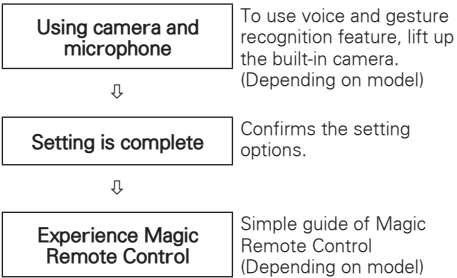 Using camera and
microphone
To use voice and gesture
recognition feature, lift up
the built-in camera.
(Depending on model)
⇩
Setting is complete
Confirms the setting
options.
⇩
Experience Magic
Remote Control
Simple guide of Magic
Remote Control
(Depending on model)